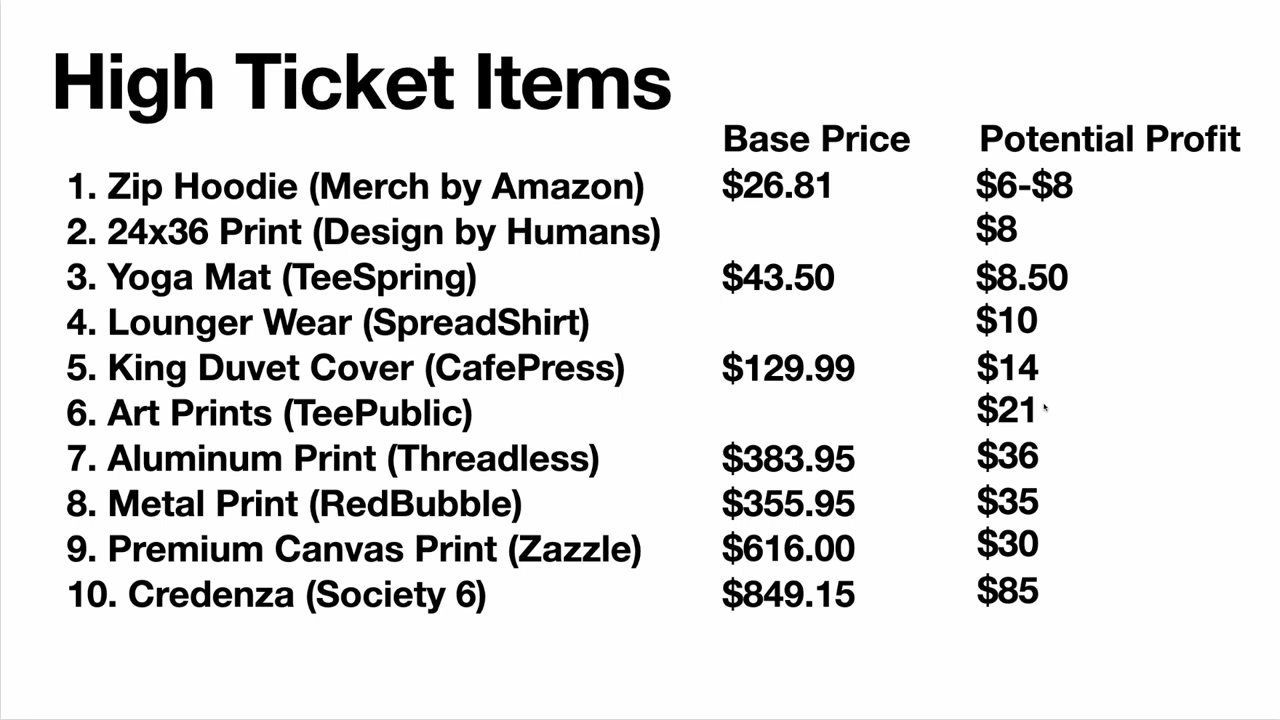 High Ticket Items
Base Price Potential Profit
1. Zip Hoodie (Merch by Amazon) $26.81 $6-$8
2. 24x36 Print (Design by Humans) $8
3. Yoga Mat (TeeSpring) $43.50 $8.50
4. Lounger Wear (SpreadShirt) $10
5. King Duvet Cover (CafePress) $129.99 $14
6. Art Prints (TeePublic) $21
7. Aluminum Print (Threadless) $383.95 $36
8. Metal Print (RedBubble) $355.95 $35
9. Premium Canvas Print (Zazzle) $616.00 $30
10. Credenza (Society 6) $849.15 $85